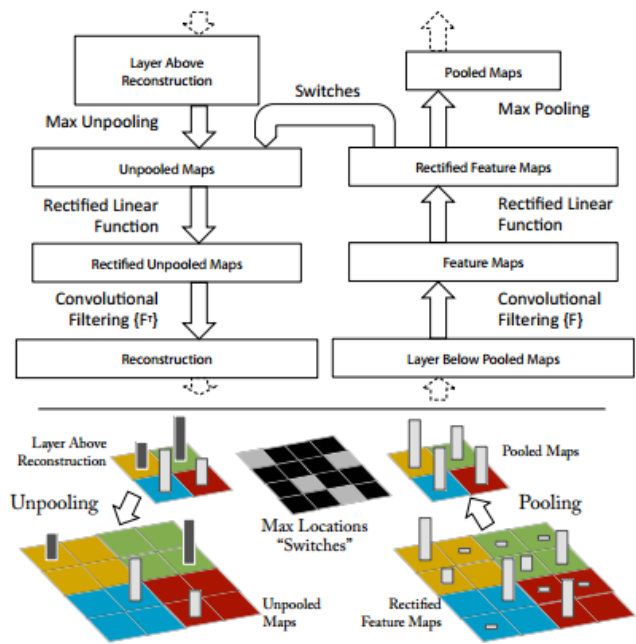 Layer Above
Reconstruction
Max Unpooling
Unpooled Maps
Rectified Linear
Function
Rectified Unpooled Maps
Convolutional
Filtering {Fᵀ}
Reconstruction
Switches
Pooled Maps
Max Pooling
Rectified Feature Maps
Rectified Linear
Function
Feature Maps
Convolutional
Filtering {F}
Layer Below Pooled Maps
Layer Above
Reconstruction
Unpooling
Unpooled
Maps
Max Locations
“Switches”
Pooled Maps
Pooling
Rectified
Feature Maps